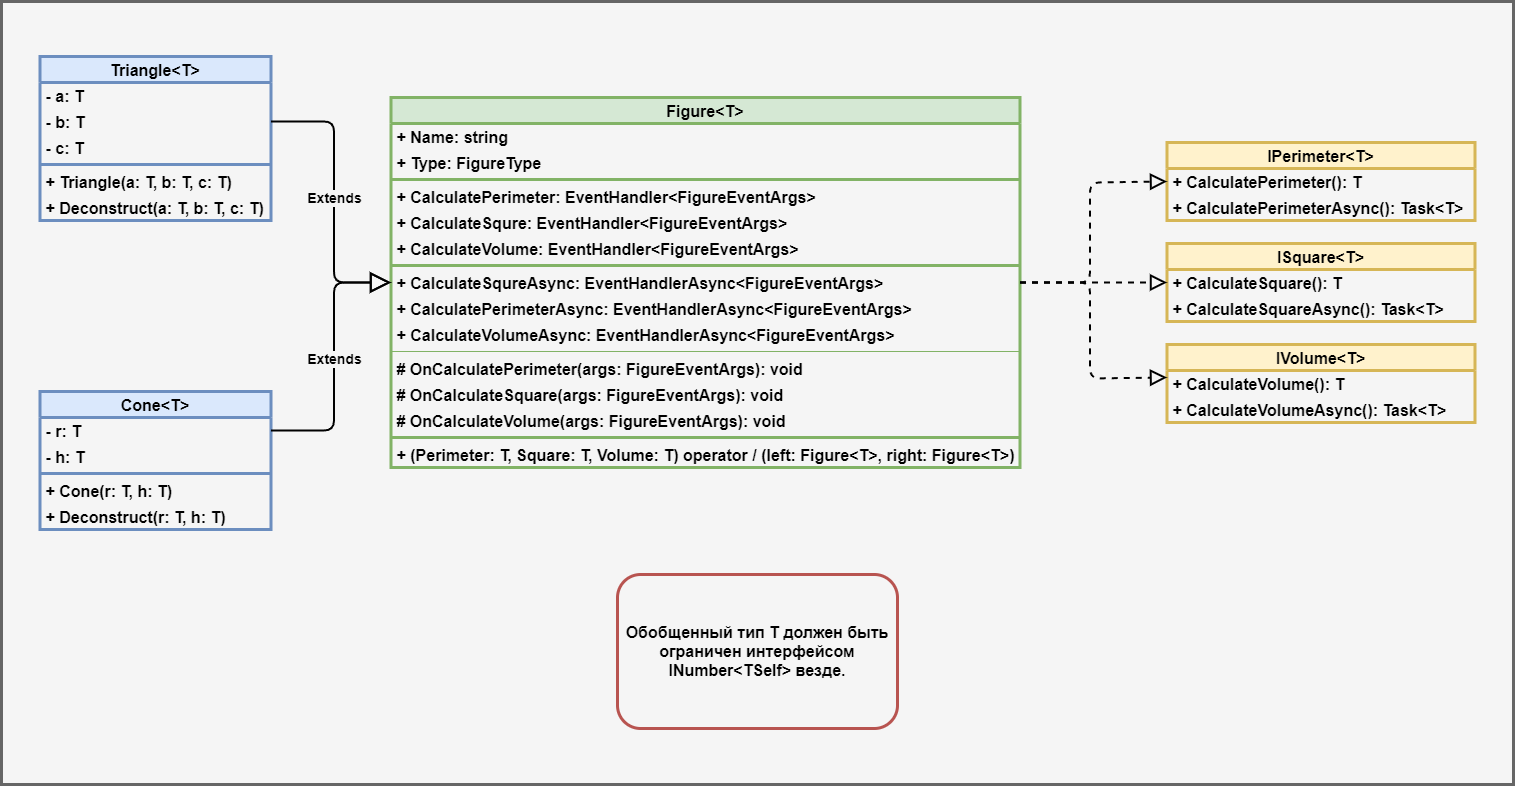 Triangle<T>
- a: T
- b: T
- c: T
+ Triangle(a: T, b: T, c: T)
+ Deconstruct(a: T, b: T, c: T)
Extends
Extends
Cone<T>
- r: T
- h: T
+ Cone(r: T, h: T)
+ Deconstruct(r: T, h: T)
Figure<T>
+ Name: string
+ Type: FigureType
+ CalculatePerimeter: EventHandler<FigureEventArgs>
+ CalculateSqure: EventHandler<FigureEventArgs>
+ CalculateVolume: EventHandler<FigureEventArgs>
+ CalculateSqureAsync: EventHandlerAsync<FigureEventArgs>
+ CalculatePerimeterAsync: EventHandlerAsync<FigureEventArgs>
+ CalculateVolumeAsync: EventHandlerAsync<FigureEventArgs>
# OnCalculatePerimeter(args: FigureEventArgs): void
# OnCalculateSquare(args: FigureEventArgs): void
# OnCalculateVolume(args: FigureEventArgs): void
+ (Perimeter: T, Square: T, Volume: T) operator / (left: Figure<T>, right: Figure<T>)
IPerimeter<T>
+ CalculatePerimeter(): T
+ CalculatePerimeterAsync(): Task<T>
ISquare<T>
+ CalculateSquare(): T
+ CalculateSquareAsync(): Task<T>
IVolume<T>
+ CalculateVolume(): T
+ CalculateVolumeAsync(): Task<T>
Обобщенный тип T должен быть
ограничен интерфейсом
INumber<TSelf> везде.